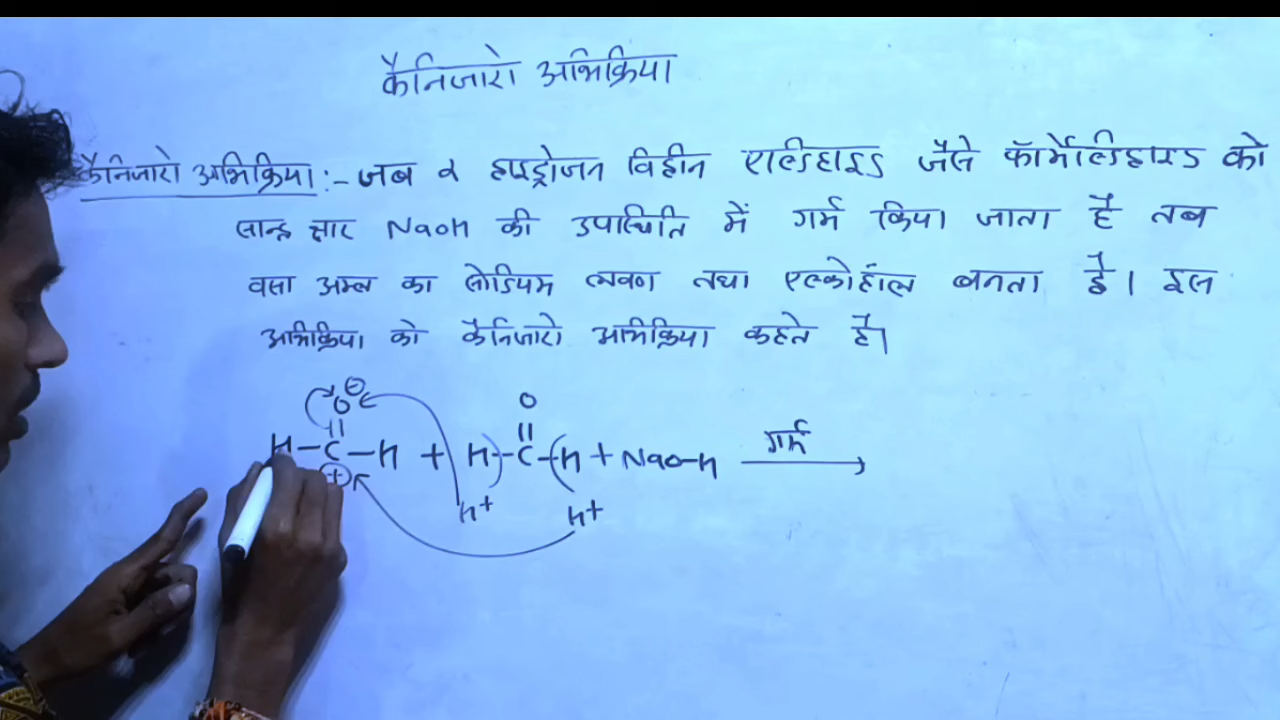 कैनिजारो अभिक्रिया
कैनिजारो अभिक्रिया :- जब α हाइड्रोजन विहीन एल्डिहाइड जैसे फॉर्मेल्डिहाइड को
सान्द्र क्षार NaOH की उपस्थिति में गर्म किया जाता है तब
वसा अम्ल का सोडियम लवण तथा एल्कोहॉल बनता है। इस
अभिक्रिया को कैनिजारो अभिक्रिया कहते है।
O⊖ O
|| ||
H-C-H + H)-C-(H + NaO-H गर्म →
⊕ H+ H+